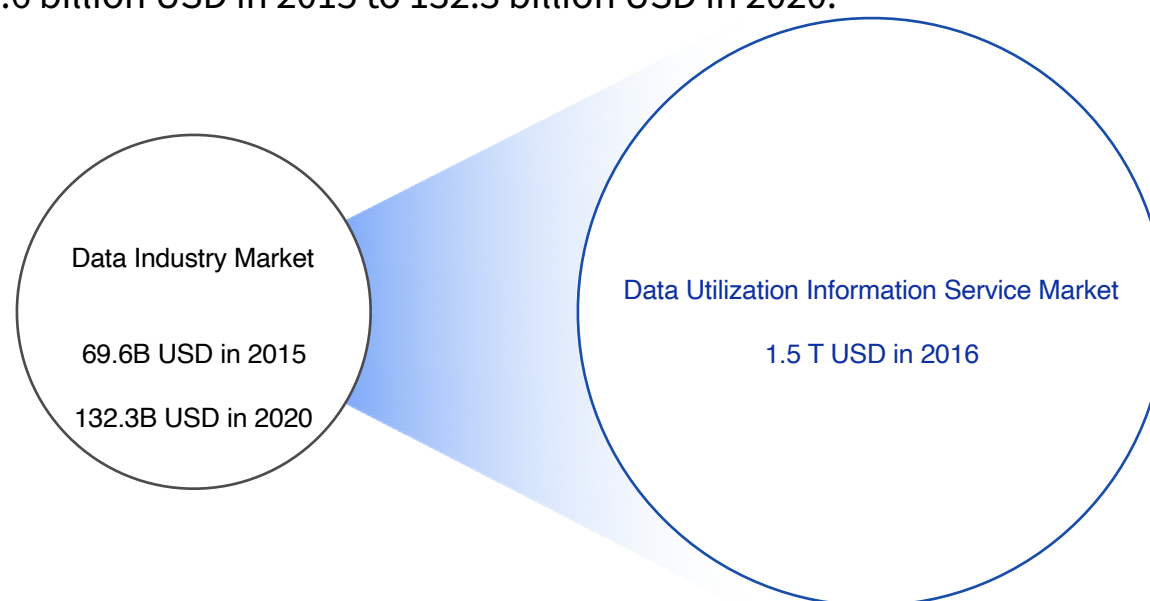 .6 billion USD in 2015 to 132.3 billion USD in 2020.
Data Industry Market
69.6B USD in 2015
132.3B USD in 2020
Data Utilization Information Service Market
1.5 T USD in 2016